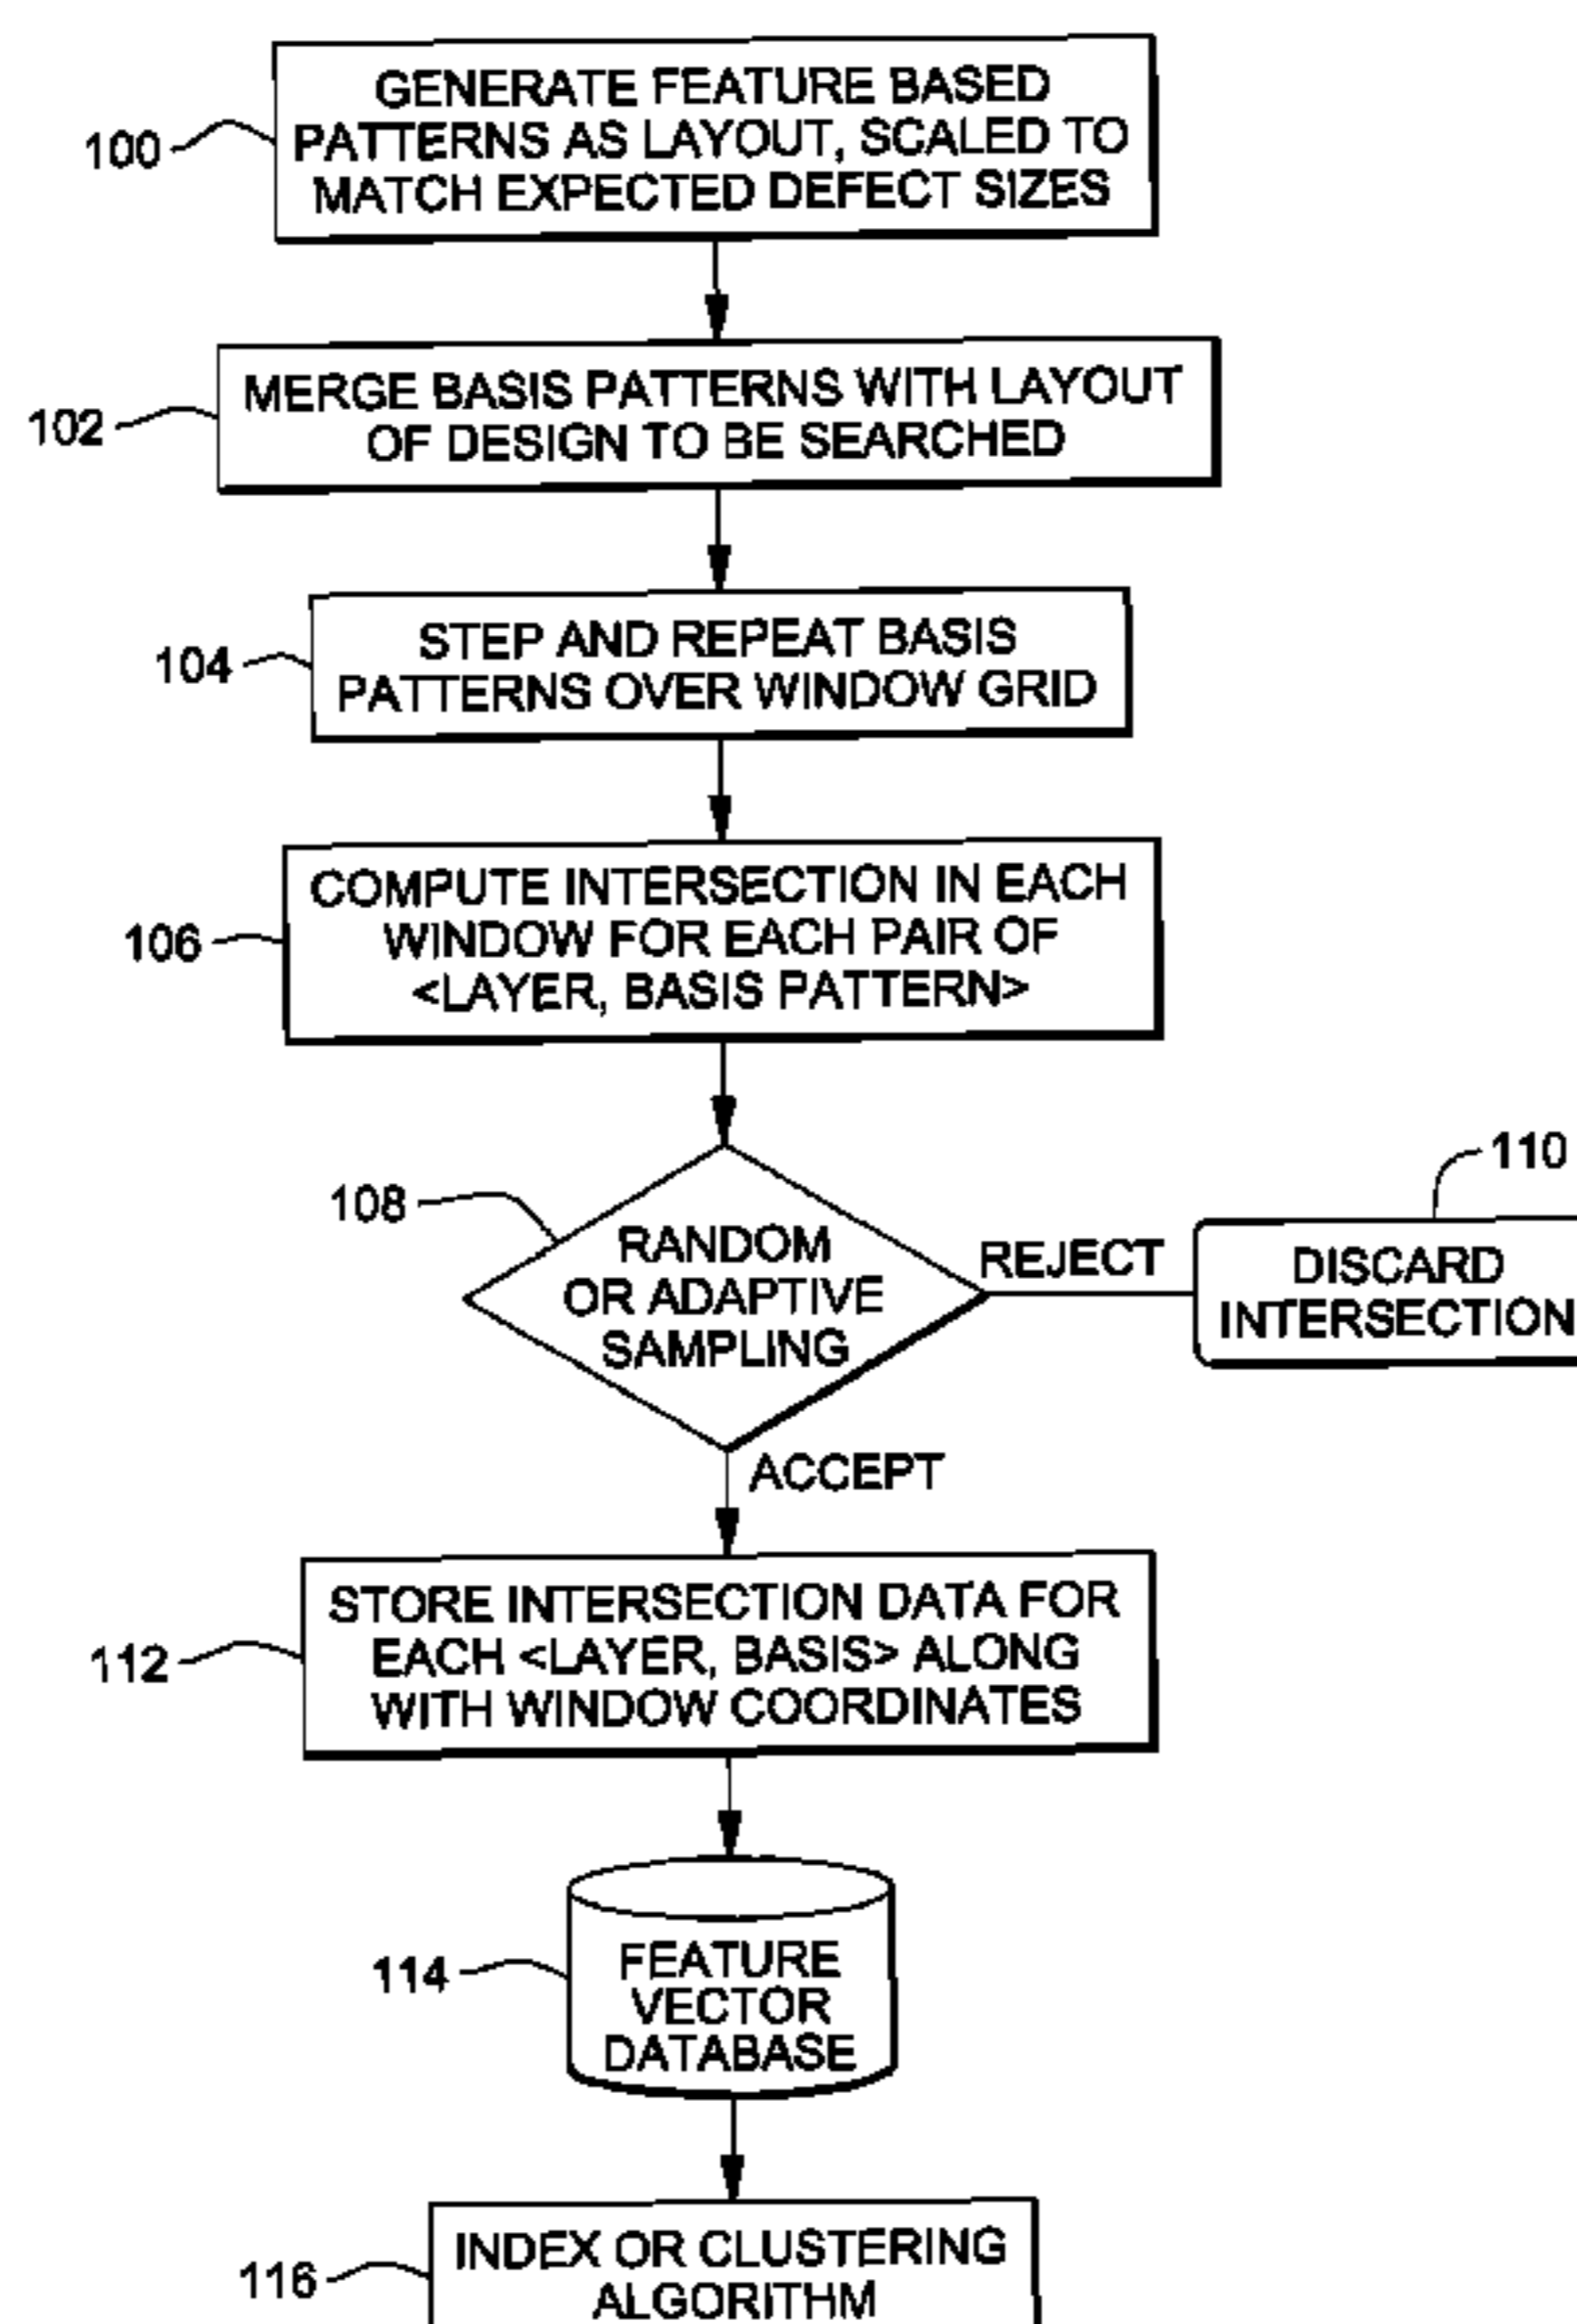 GENERATE FEATURE BASED
PATTERNS AS LAYOUT, SCALED TO
MATCH EXPECTED DEFECT SIZES
100
MERGE BASIS PATTERNS WITH LAYOUT
OF DESIGN TO BE SEARCHED
102
STEP AND REPEAT BASIS
PATTERNS OVER WINDOW GRID
104
COMPUTE INTERSECTION IN EACH
WINDOW FOR EACH PAIR OF
<LAYER, BASIS PATTERN>
106
108
RANDOM
OR ADAPTIVE
SAMPLING
REJECT
110
DISCARD
INTERSECTION
ACCEPT
STORE INTERSECTION DATA FOR
EACH <LAYER, BASIS> ALONG
WITH WINDOW COORDINATES
112
FEATURE
VECTOR
DATABASE
114
INDEX OR CLUSTERING
ALGORITHM
116